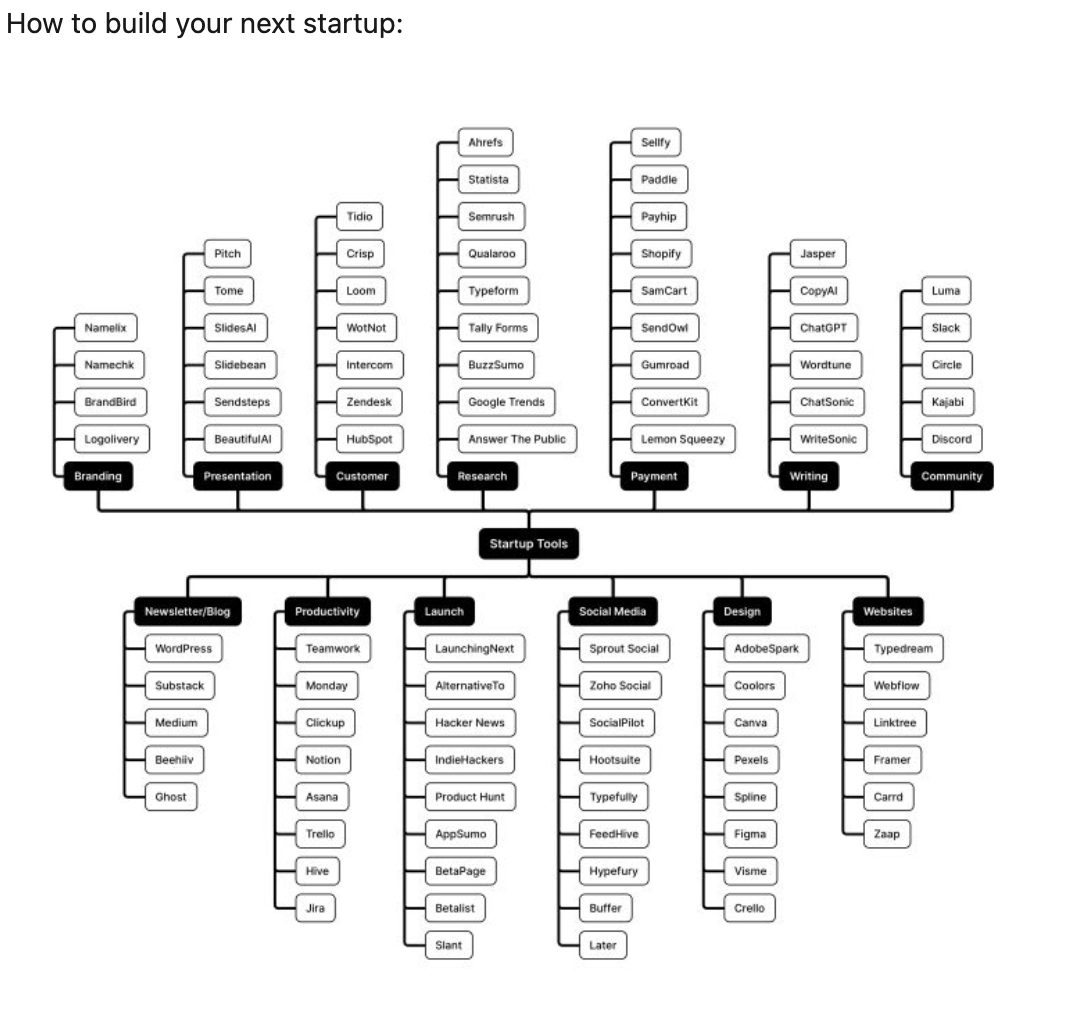 How to build your next startup:
Namelix
Namechk
BrandBird
Logolivery
Branding
Pitch
Tome
SlidesAI
Slidebean
Sendsteps
BeautifulAI
Presentation
Tidio
Crisp
Loom
WotNot
Intercom
Zendesk
HubSpot
Customer
Ahrefs
Statista
Semrush
Qualaroo
Typeform
Tally Forms
BuzzSumo
Google Trends
Answer The Public
Research
Sellfy
Paddle
Payhip
Shopify
SamCart
SendOwl
Gumroad
ConvertKit
Lemon Squeezy
Payment
Jasper
CopyAI
ChatGPT
Wordtune
ChatSonic
WriteSonic
Writing
Luma
Slack
Circle
Kajabi
Discord
Community
Startup Tools
Newsletter/Blog
WordPress
Substack
Medium
Beehiiv
Ghost
Productivity
Teamwork
Monday
Clickup
Notion
Asana
Trello
Hive
Jira
Launch
LaunchingNext
AlternativeTo
Hacker News
IndieHackers
Product Hunt
AppSumo
BetaPage
Betalist
Slant
Social Media
Sprout Social
Zoho Social
SocialPilot
Hootsuite
Typefully
FeedHive
Hypefury
Buffer
Later
Design
AdobeSpark
Coolors
Canva
Pexels
Spline
Figma
Visme
Crello
Websites
Typedream
Webflow
Linktree
Framer
Carrd
Zaap